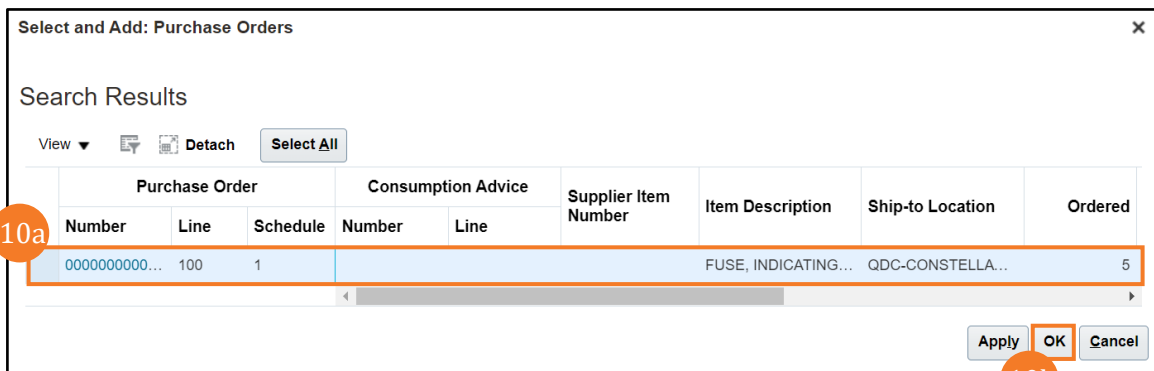 Select and Add: Purchase Orders
Search Results
View Detach Select All
Purchase Order Consumption Advice Supplier Item Number Item Description Ship-to Location Ordered
Number Line Schedule Number Line
10a
0000000000... 100 1 FUSE, INDICATING... QDC-CONSTELLA... 5
Apply OK Cancel